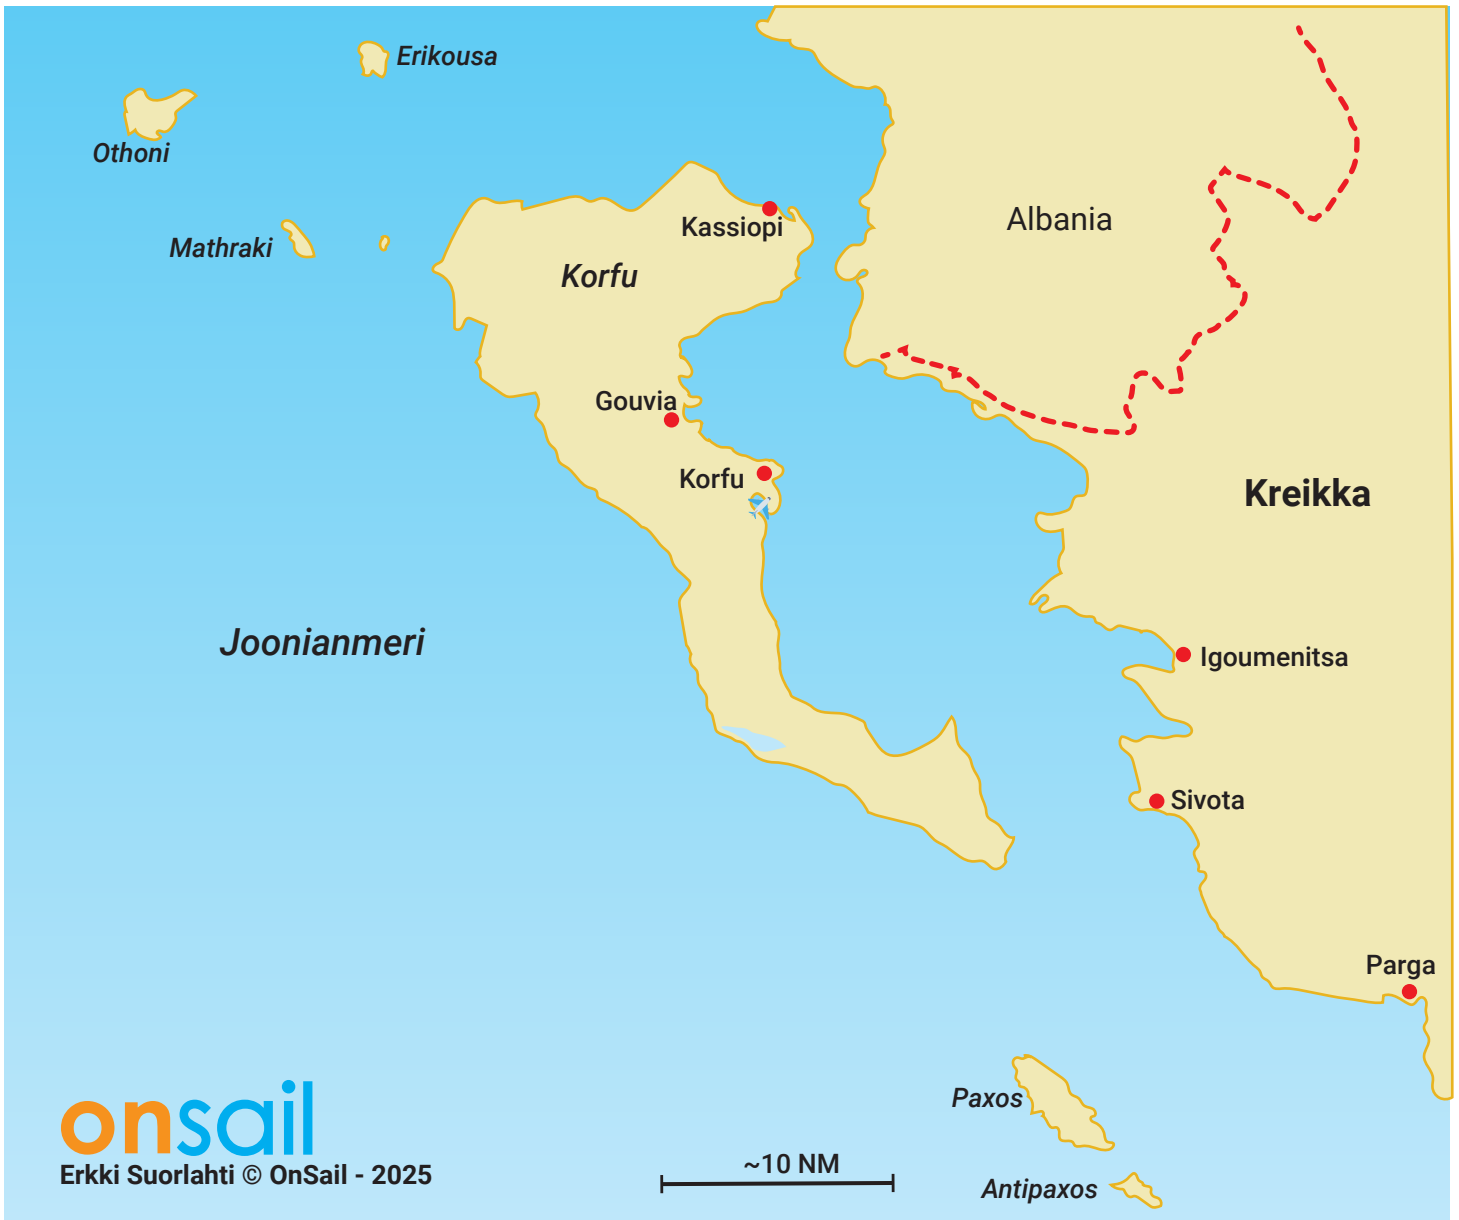 Erikousa
Othoni
Mathraki
Kassiopi
Albania
Korfu
Gouvia
Korfu
Kreikka
Joonianmeri
Igoumenitsa
Sivota
Parga
Paxos
Antipaxos
~10 NM
onsail
Erkki Suorlahti © OnSail - 2025